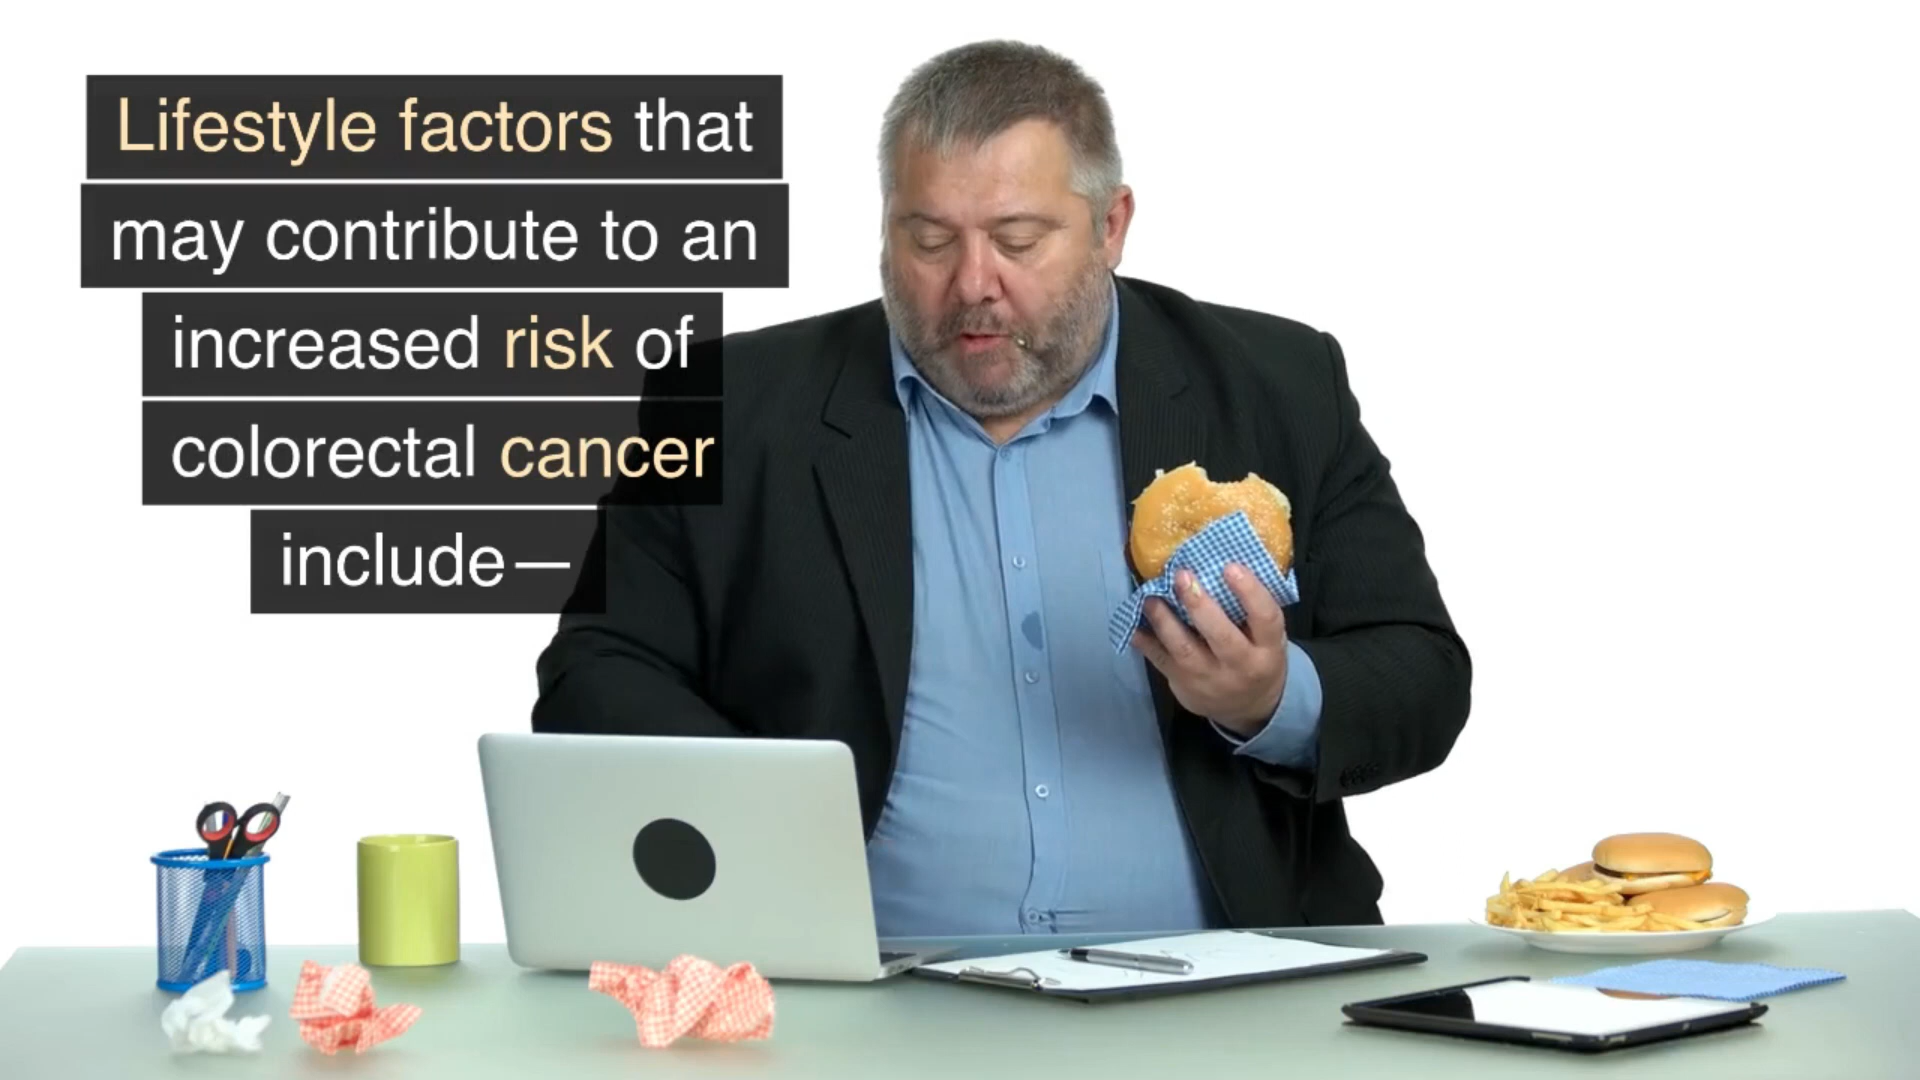 Lifestyle factors that
may contribute to an
increased risk of
colorectal cancer
include—